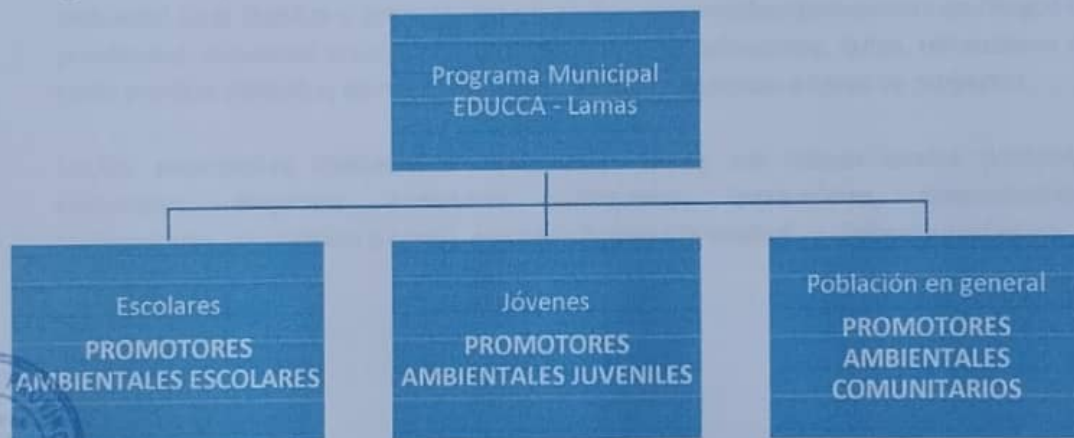 Programa Municipal
EDUCCA - Lamas
Escolares
PROMOTORES
AMBIENTALES ESCOLARES
Jóvenes
PROMOTORES
AMBIENTALES JUVENILES
Población en general
PROMOTORES
AMBIENTALES
COMUNITARIOS